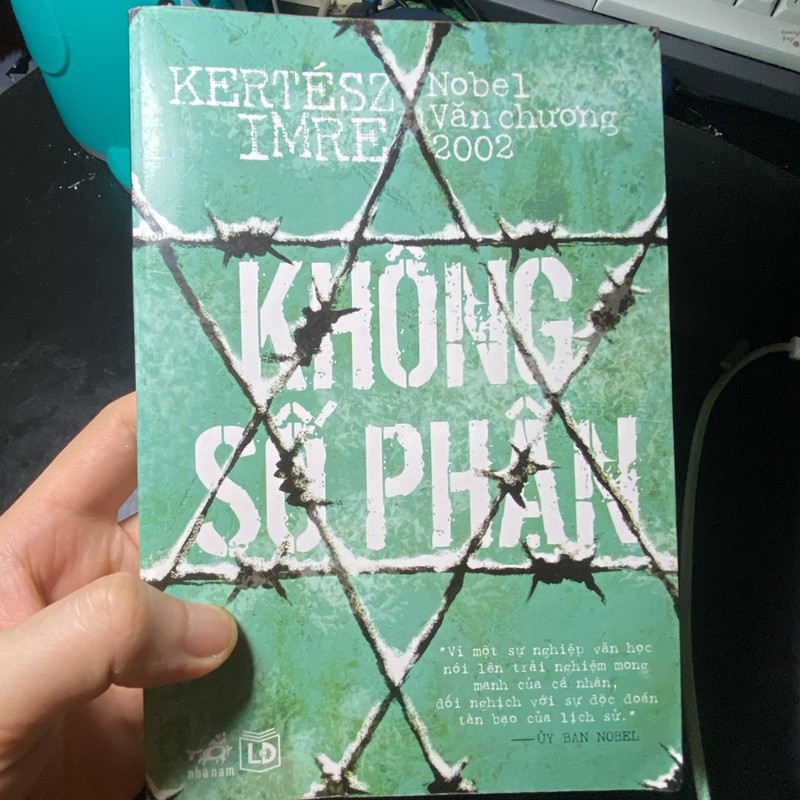 KERTÉSZ
IMRE
Nobel
Văn chương
2002
KHÔNG
SỐ PHẬN
"Vì một sự nghiệp văn học
nói lên trải nghiệm mong
manh của cá nhân,
đối nghịch với sự độc đoán
tàn bạo của lịch sử."
—ỦY BAN NOBEL
nhã nam
LĐ